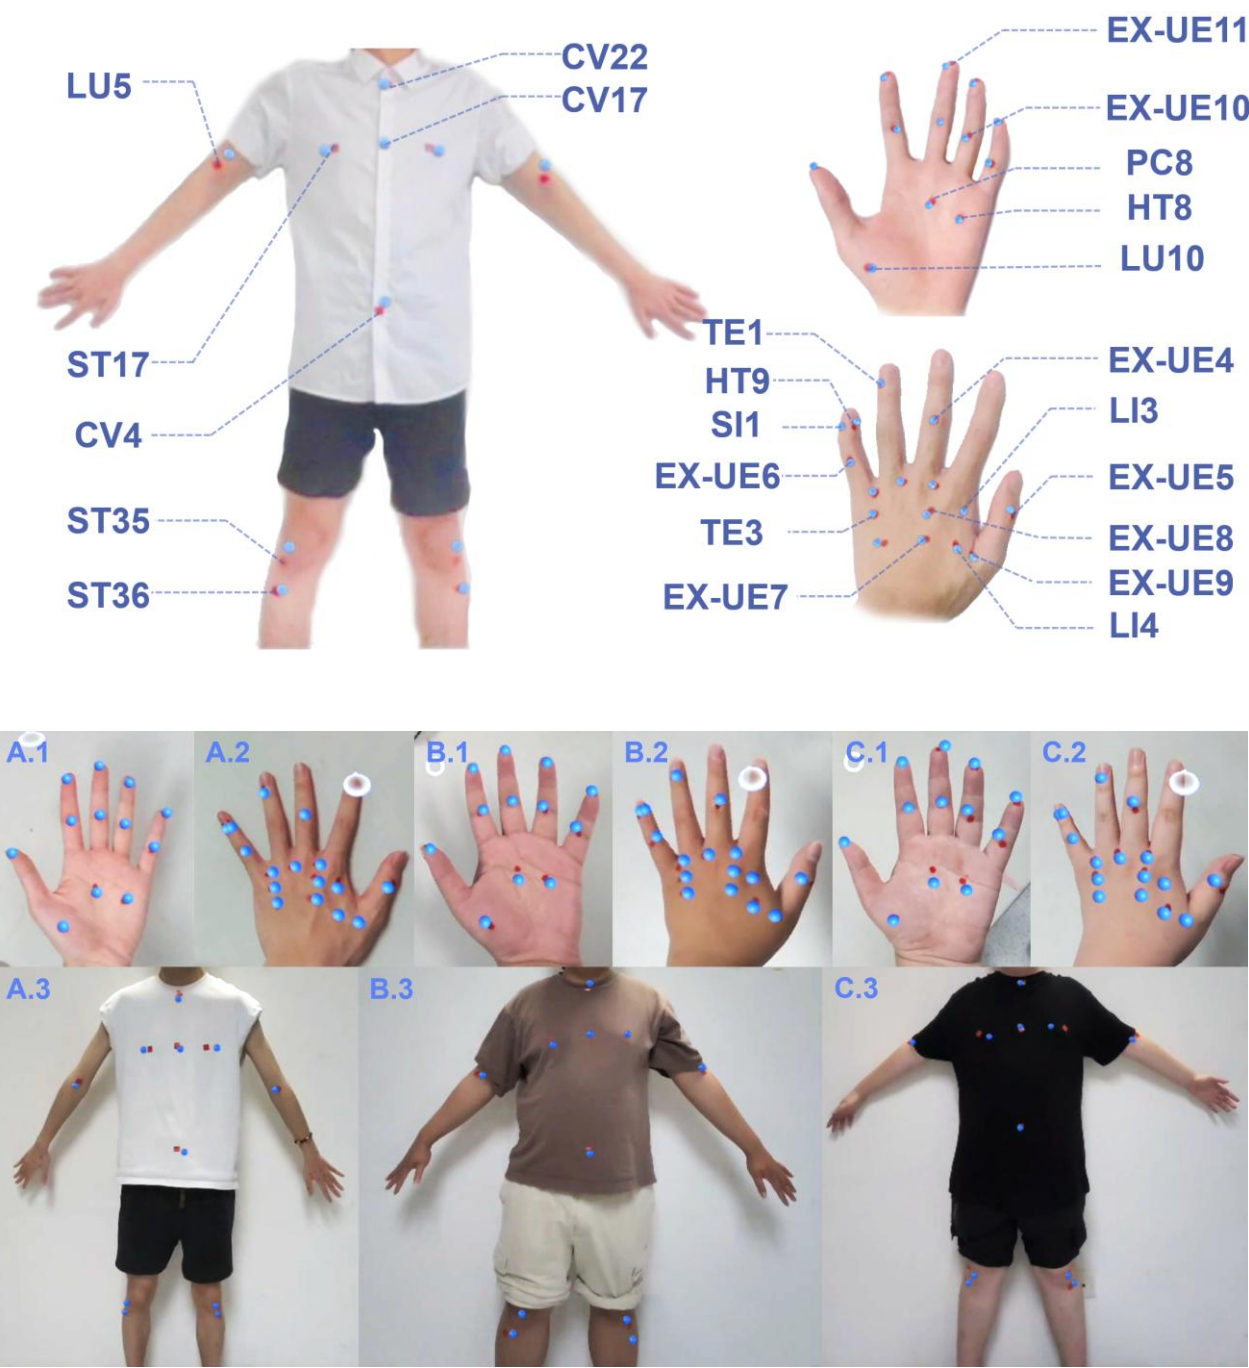 LU5
CV22
CV17
ST17
CV4
ST35
ST36
EX-UE11
EX-UE10
PC8
HT8
LU10
TE1
HT9
SI1
EX-UE6
TE3
EX-UE7
EX-UE4
LI3
EX-UE5
EX-UE8
EX-UE9
LI4
A.1
A.2
B.1
B.2
C.1
C.2
A.3
B.3
C.3